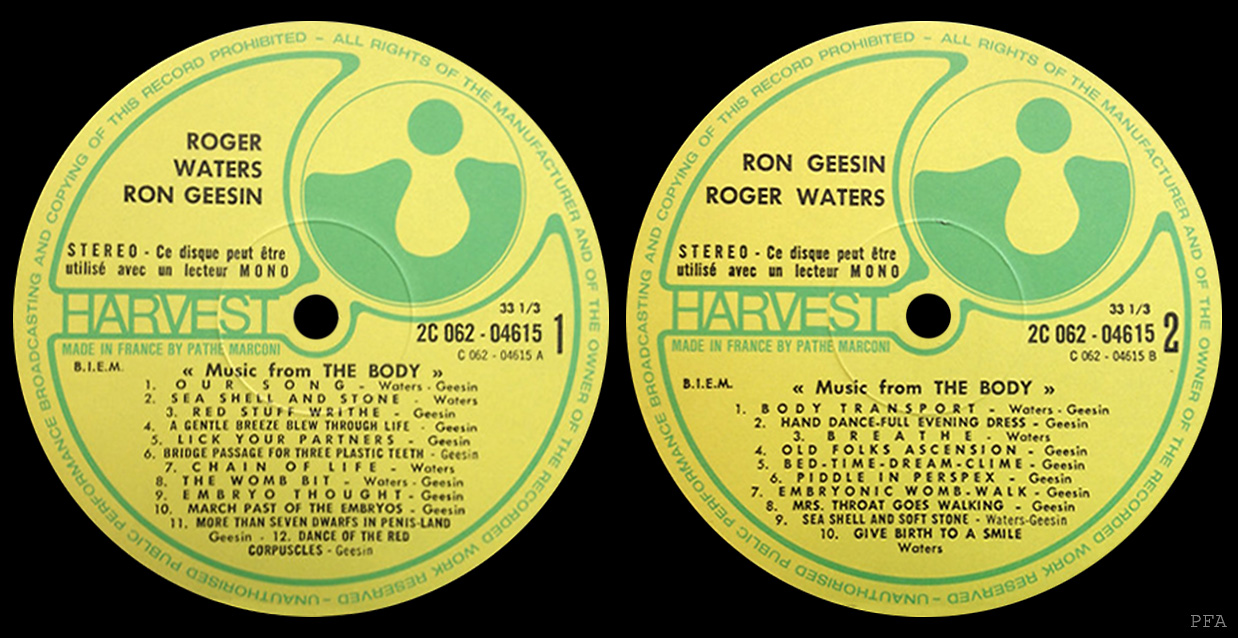 UNAUTHORISED PUBLIC PERFORMANCE BROADCASTING AND COPYING OF THIS RECORD PROHIBITED - ALL RIGHTS OF THE MANUFACTURER AND OF THE OWNER OF THE RECORDED WORK RESERVED -
ROGER
WATERS
RON GEESIN
STEREO - Ce disque peut être
utilisé avec un lecteur MONO
HARVEST
33 1/3
2C 062 - 04615 1
C 062 - 04615 A
MADE IN FRANCE BY PATHÉ MARCONI
B.I.E.M.
« Music from THE BODY »
1. OUR SONG - Waters - Geesin
2. SEA SHELL AND STONE - Waters
3. RED STUFF WRITHE - Geesin
4. A GENTLE BREEZE BLEW THROUGH LIFE - Geesin
5. LICK YOUR PARTNERS - Geesin
6. BRIDGE PASSAGE FOR THREE PLASTIC TEETH - Geesin
7. CHAIN OF LIFE - Waters
8. THE WOMB BIT - Waters - Geesin
9. EMBRYO THOUGHT - Geesin
10. MARCH PAST OF THE EMBRYOS - Geesin
11. MORE THAN SEVEN DWARFS IN PENIS-LAND
Geesin - 12. DANCE OF THE RED
CORPUSCLES - Geesin
UNAUTHORISED PUBLIC PERFORMANCE BROADCASTING AND COPYING OF THIS RECORD PROHIBITED - ALL RIGHTS OF THE MANUFACTURER AND OF THE OWNER OF THE RECORDED WORK RESERVED -
RON GEESIN
ROGER WATERS
STEREO - Ce disque peut être
utilisé avec un lecteur MONO
HARVEST
33 1/3
2C 062 - 04615 2
C 062 - 04615 B
MADE IN FRANCE BY PATHÉ MARCONI
B.I.E.M.
« Music from THE BODY »
1. BODY TRANSPORT - Waters - Geesin
2. HAND DANCE-FULL EVENING DRESS - Geesin
3. BREATHE - Waters
4. OLD FOLKS ASCENSION - Geesin
5. BED-TIME-DREAM-CLIME - Geesin
6. PIDDLE IN PERSPEX - Geesin
7. EMBRYONIC WOMB-WALK - Geesin
8. MRS. THROAT GOES WALKING - Geesin
9. SEA SHELL AND SOFT STONE - Waters-Geesin
10. GIVE BIRTH TO A SMILE
Waters
PFA